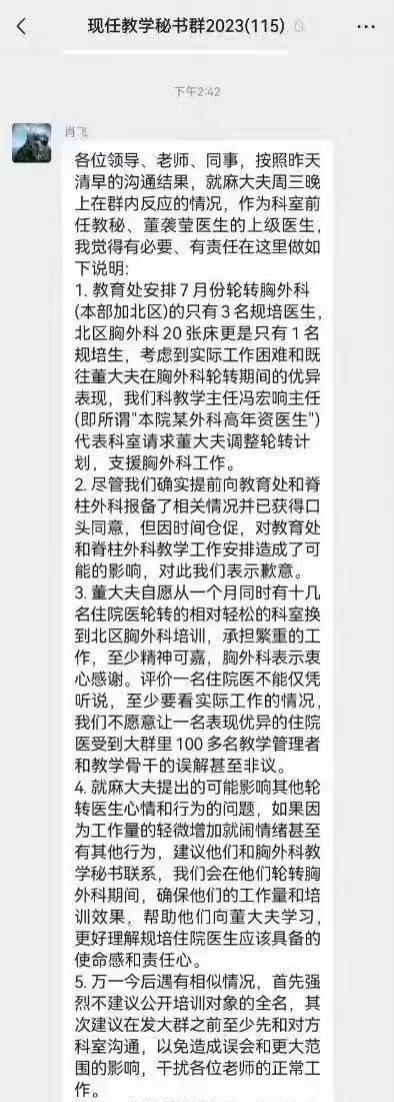 现任教学秘书群2023(115)
下午2:42
肖飞
各位领导、老师、同事，按照昨天
清早的沟通结果，就麻大夫周三晚
上在群内反应的情况，作为科室前
任教秘、董袭莹医生的上级医生，
我觉得有必要、有责任在这里做如
下说明:
1. 教育处安排7月份轮转胸外科
(本部加北区)的只有3名规培医生，
北区胸外科20张床更是只有1名
规培生，考虑到实际工作困难和既
往董大夫在胸外科轮转期间的优异
表现，我们科教学主任冯宏响主任
(即所谓"本院某外科高年资医生")
代表科室请求董大夫调整轮转计
划，支援胸外科工作。
2. 尽管我们确实提前向教育处和脊
柱外科报备了相关情况并已获得口
头同意，但因时间仓促，对教育处
和脊柱外科教学工作安排造成了可
能的影响，对此我们表示歉意。
3. 董大夫自愿从一个月同时有十几
名住院医轮转的相对轻松的科室换
到北区胸外科培训，承担繁重的工
作，至少精神可嘉，胸外科表示衷
心感谢。评价一名住院医不能仅凭
听说，至少要看实际工作的情况，
我们不愿意让一名表现优异的住院
医受到大群里100多名教学管理者
和教学骨干的误解甚至非议。
4. 就麻大夫提出的可能影响其他轮
转医生心情和行为的问题，如果因
为工作量的轻微增加就闹情绪甚至
有其他行为，建议他们和胸外科教
学秘书联系，我们会在他们轮转胸
外科期间，确保他们的工作量和培
训效果，帮助他们向董大夫学习，
更好理解规培住院医生应该具备的
使命感和责任心。
5. 万一今后遇有相似情况，首先强
烈不建议公开培训对象的全名，其
次建议在发大群之前至少先和对方
科室沟通，以免造成误会和更大范
围的影响，干扰各位老师的正常工
作。